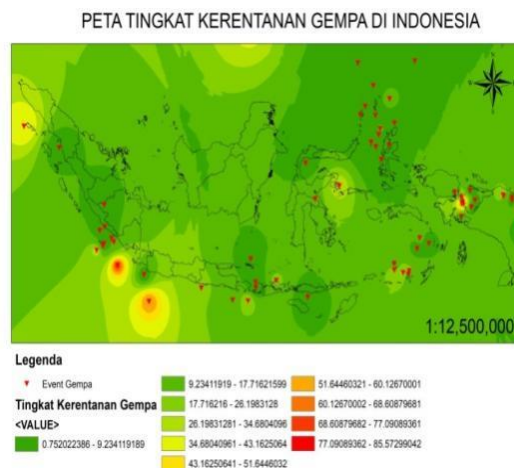 PETA TINGKAT KERENTANAN GEMPA DI INDONESIA
1:12,500,000
Legenda
Event Gempa
Tingkat Kerentanan Gempa
<VALUE>
0.752022386 - 9.234119189
9.23411919 - 17.71621599
17.716216 - 26.1983128
26.19831281 - 34.6804096
34.68040961 - 43.1625064
43.16250641 - 51.6446032
51.64460321 - 60.12670001
60.12670002 - 68.60879681
68.60879682 - 77.09089361
77.09089362 - 85.57299042